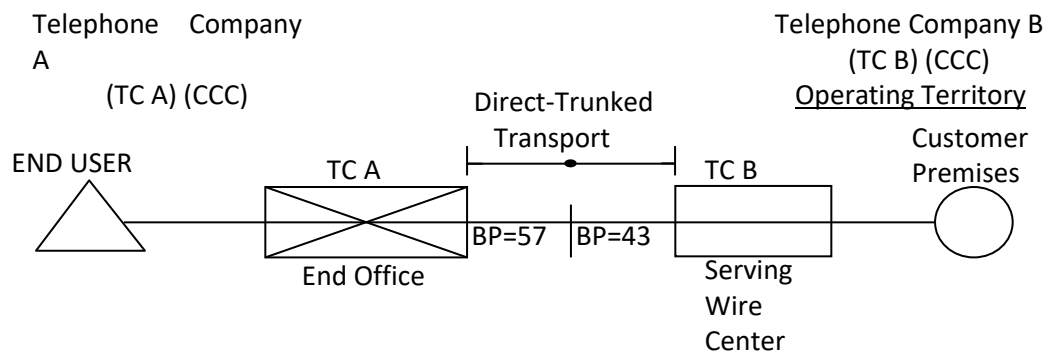 Telephone Company
A
(TC A) (CCC)
Telephone Company B
(TC B) (CCC)
Operating Territory
Direct-Trunked
Transport
Customer
Premises
END USER
TC A
TC B
BP=57
BP=43
End Office
Serving
Wire
Center